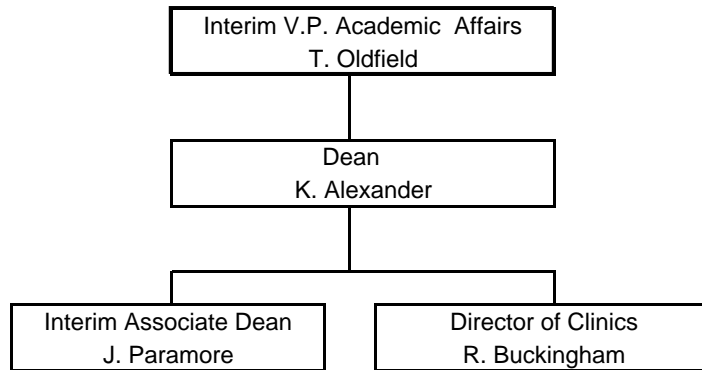 Interim V.P. Academic Affairs
T. Oldfield
Dean
K. Alexander
Interim Associate Dean
J. Paramore
Director of Clinics
R. Buckingham